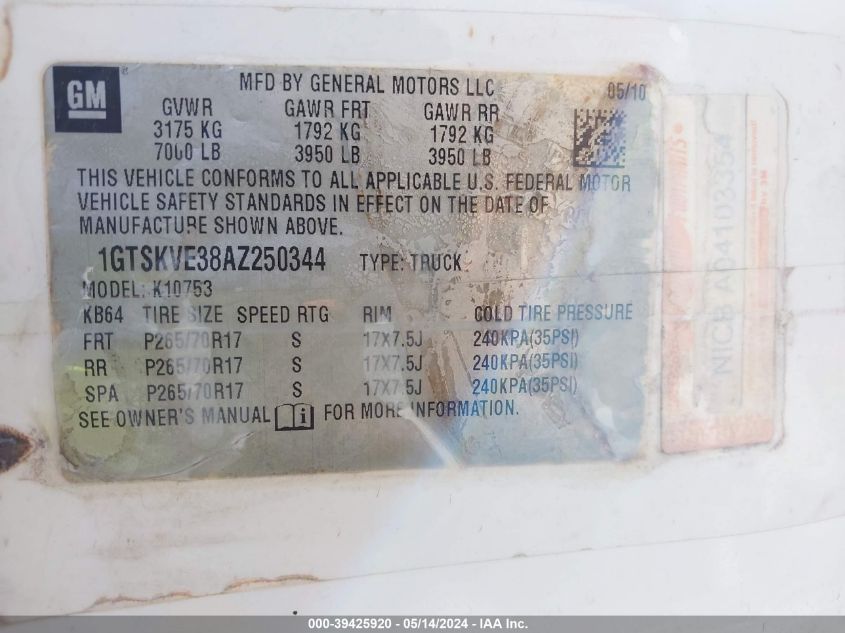 GM
MFD BY GENERAL MOTORS LLC 05/10
GVWR GAWR FRT GAWR RR
3175 KG 1792 KG 1792 KG
7000 LB 3950 LB 3950 LB
THIS VEHICLE CONFORMS TO ALL APPLICABLE U.S. FEDERAL MOTOR
VEHICLE SAFETY STANDARDS IN EFFECT ON THE DATE OF
MANUFACTURE SHOWN ABOVE.
1GTSKVE38AZ250344 TYPE: TRUCK
MODEL: K10753
KB64 TIRE SIZE SPEED RTG RIM COLD TIRE PRESSURE
FRT P265/70R17 S 17X7.5J 240KPA(35PSI)
RR P265/70R17 S 17X7.5J 240KPA(35PSI)
SPA P265/70R17 S 17X7.5J 240KPA(35PSI)
SEE OWNER'S MANUAL i FOR MORE INFORMATION.
NICB A04103354
000-39425920 - 05/14/2024 - IAA Inc.